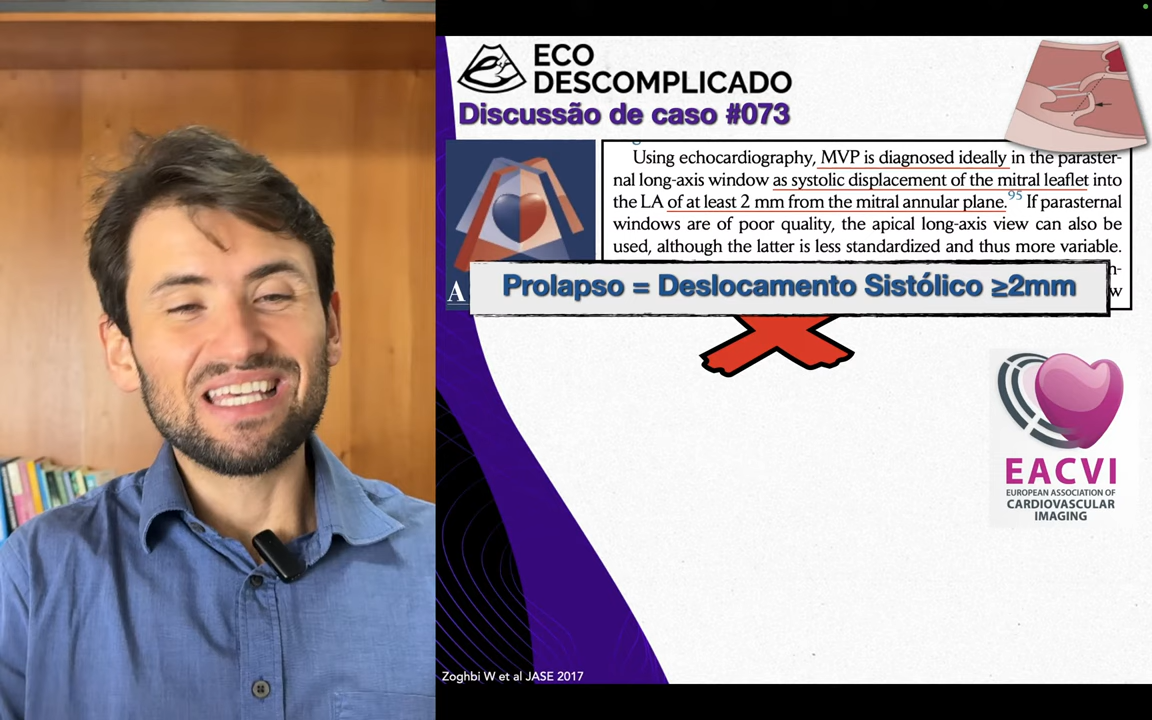 ECO
DESCOMPLICADO
Discussão de caso #073
Using echocardiography, MVP is diagnosed ideally in the paraster-
nal long-axis window as systolic displacement of the mitral leaflet into
the LA of at least 2 mm from the mitral annular plane.95 If parasternal
windows are of poor quality, the apical long-axis view can also be
used, although the latter is less standardized and thus more variable.
n-
A
w
Prolapso = Deslocamento Sistólico ≥2mm
EACVI
EUROPEAN ASSOCIATION OF
CARDIOVASCULAR
IMAGING
Zoghbi W et al JASE 2017